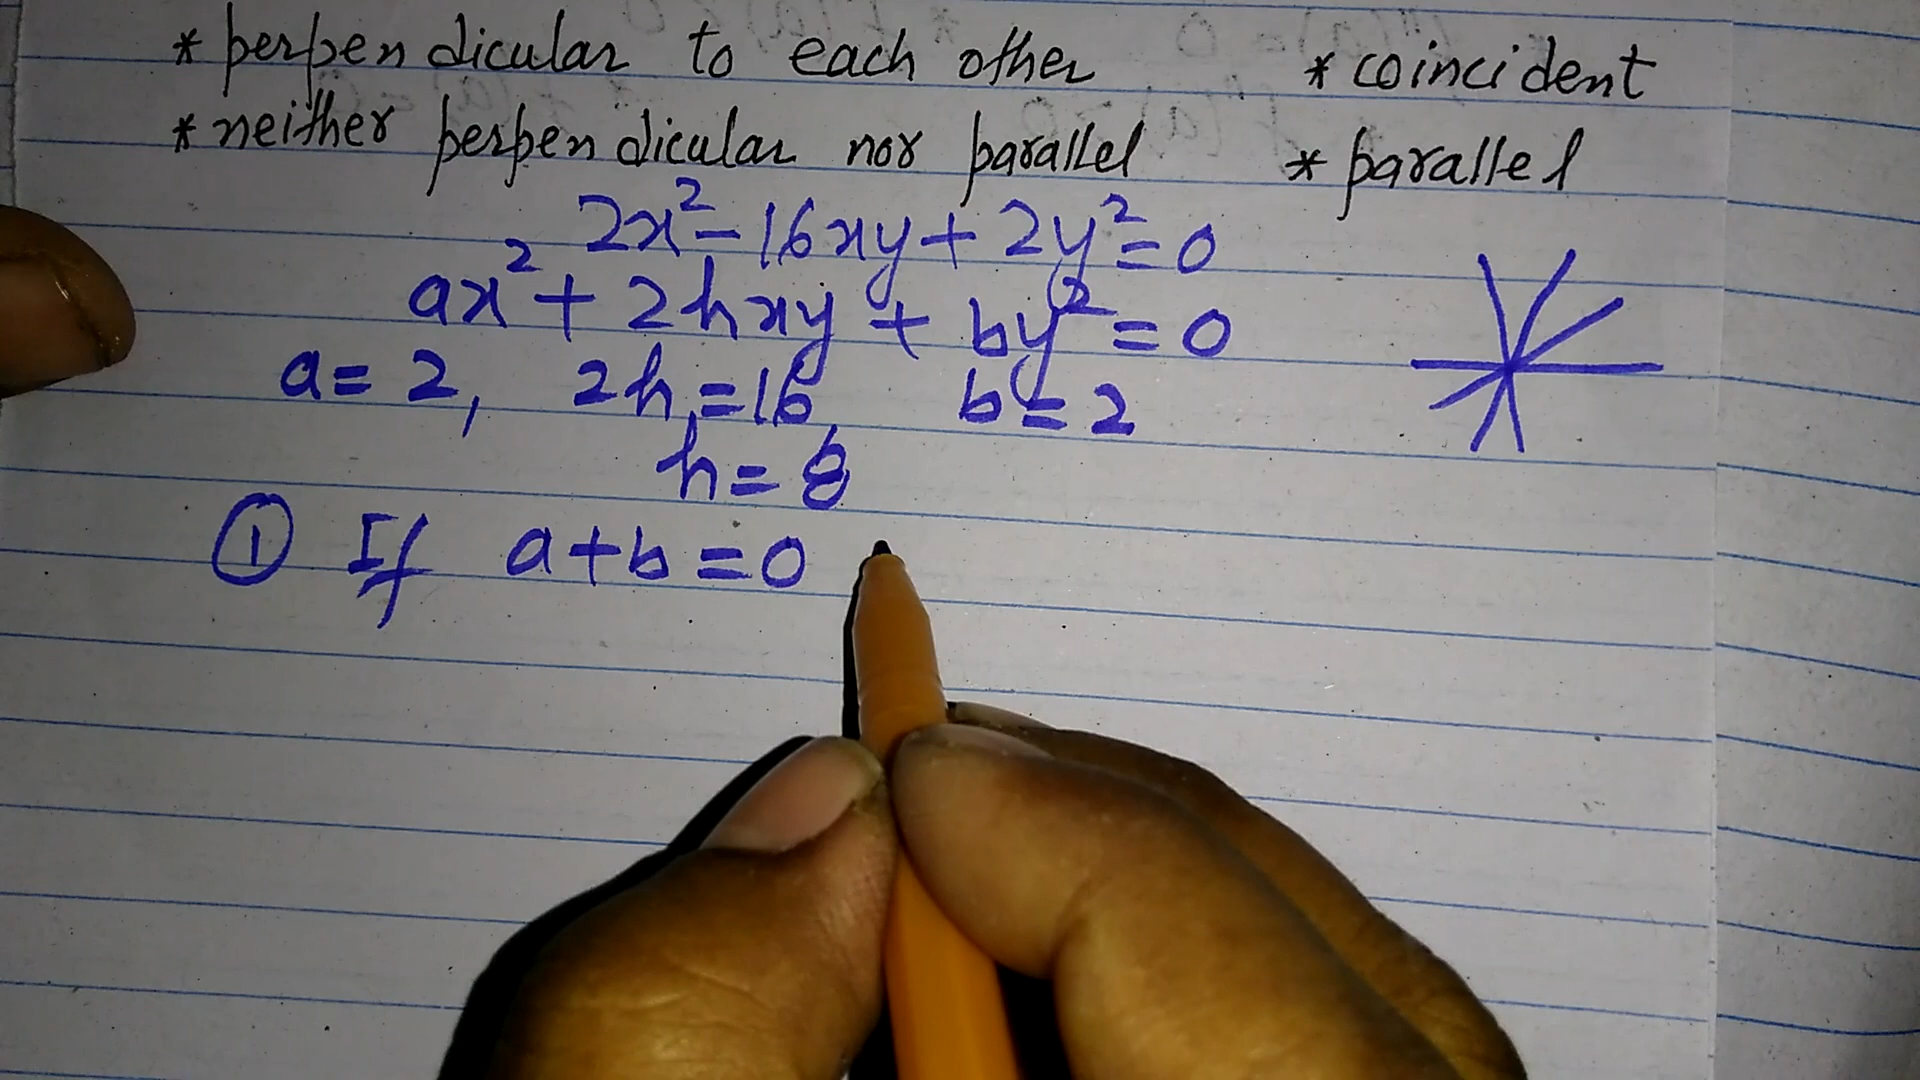 * perpendicular to each other * coincident
* neither perpendicular nor parallel * parallel
2x² - 16xy + 2y² = 0
ax² + 2hxy + by² = 0
a = 2, 2h = 16 b = 2
h = 8
① If a + b = 0